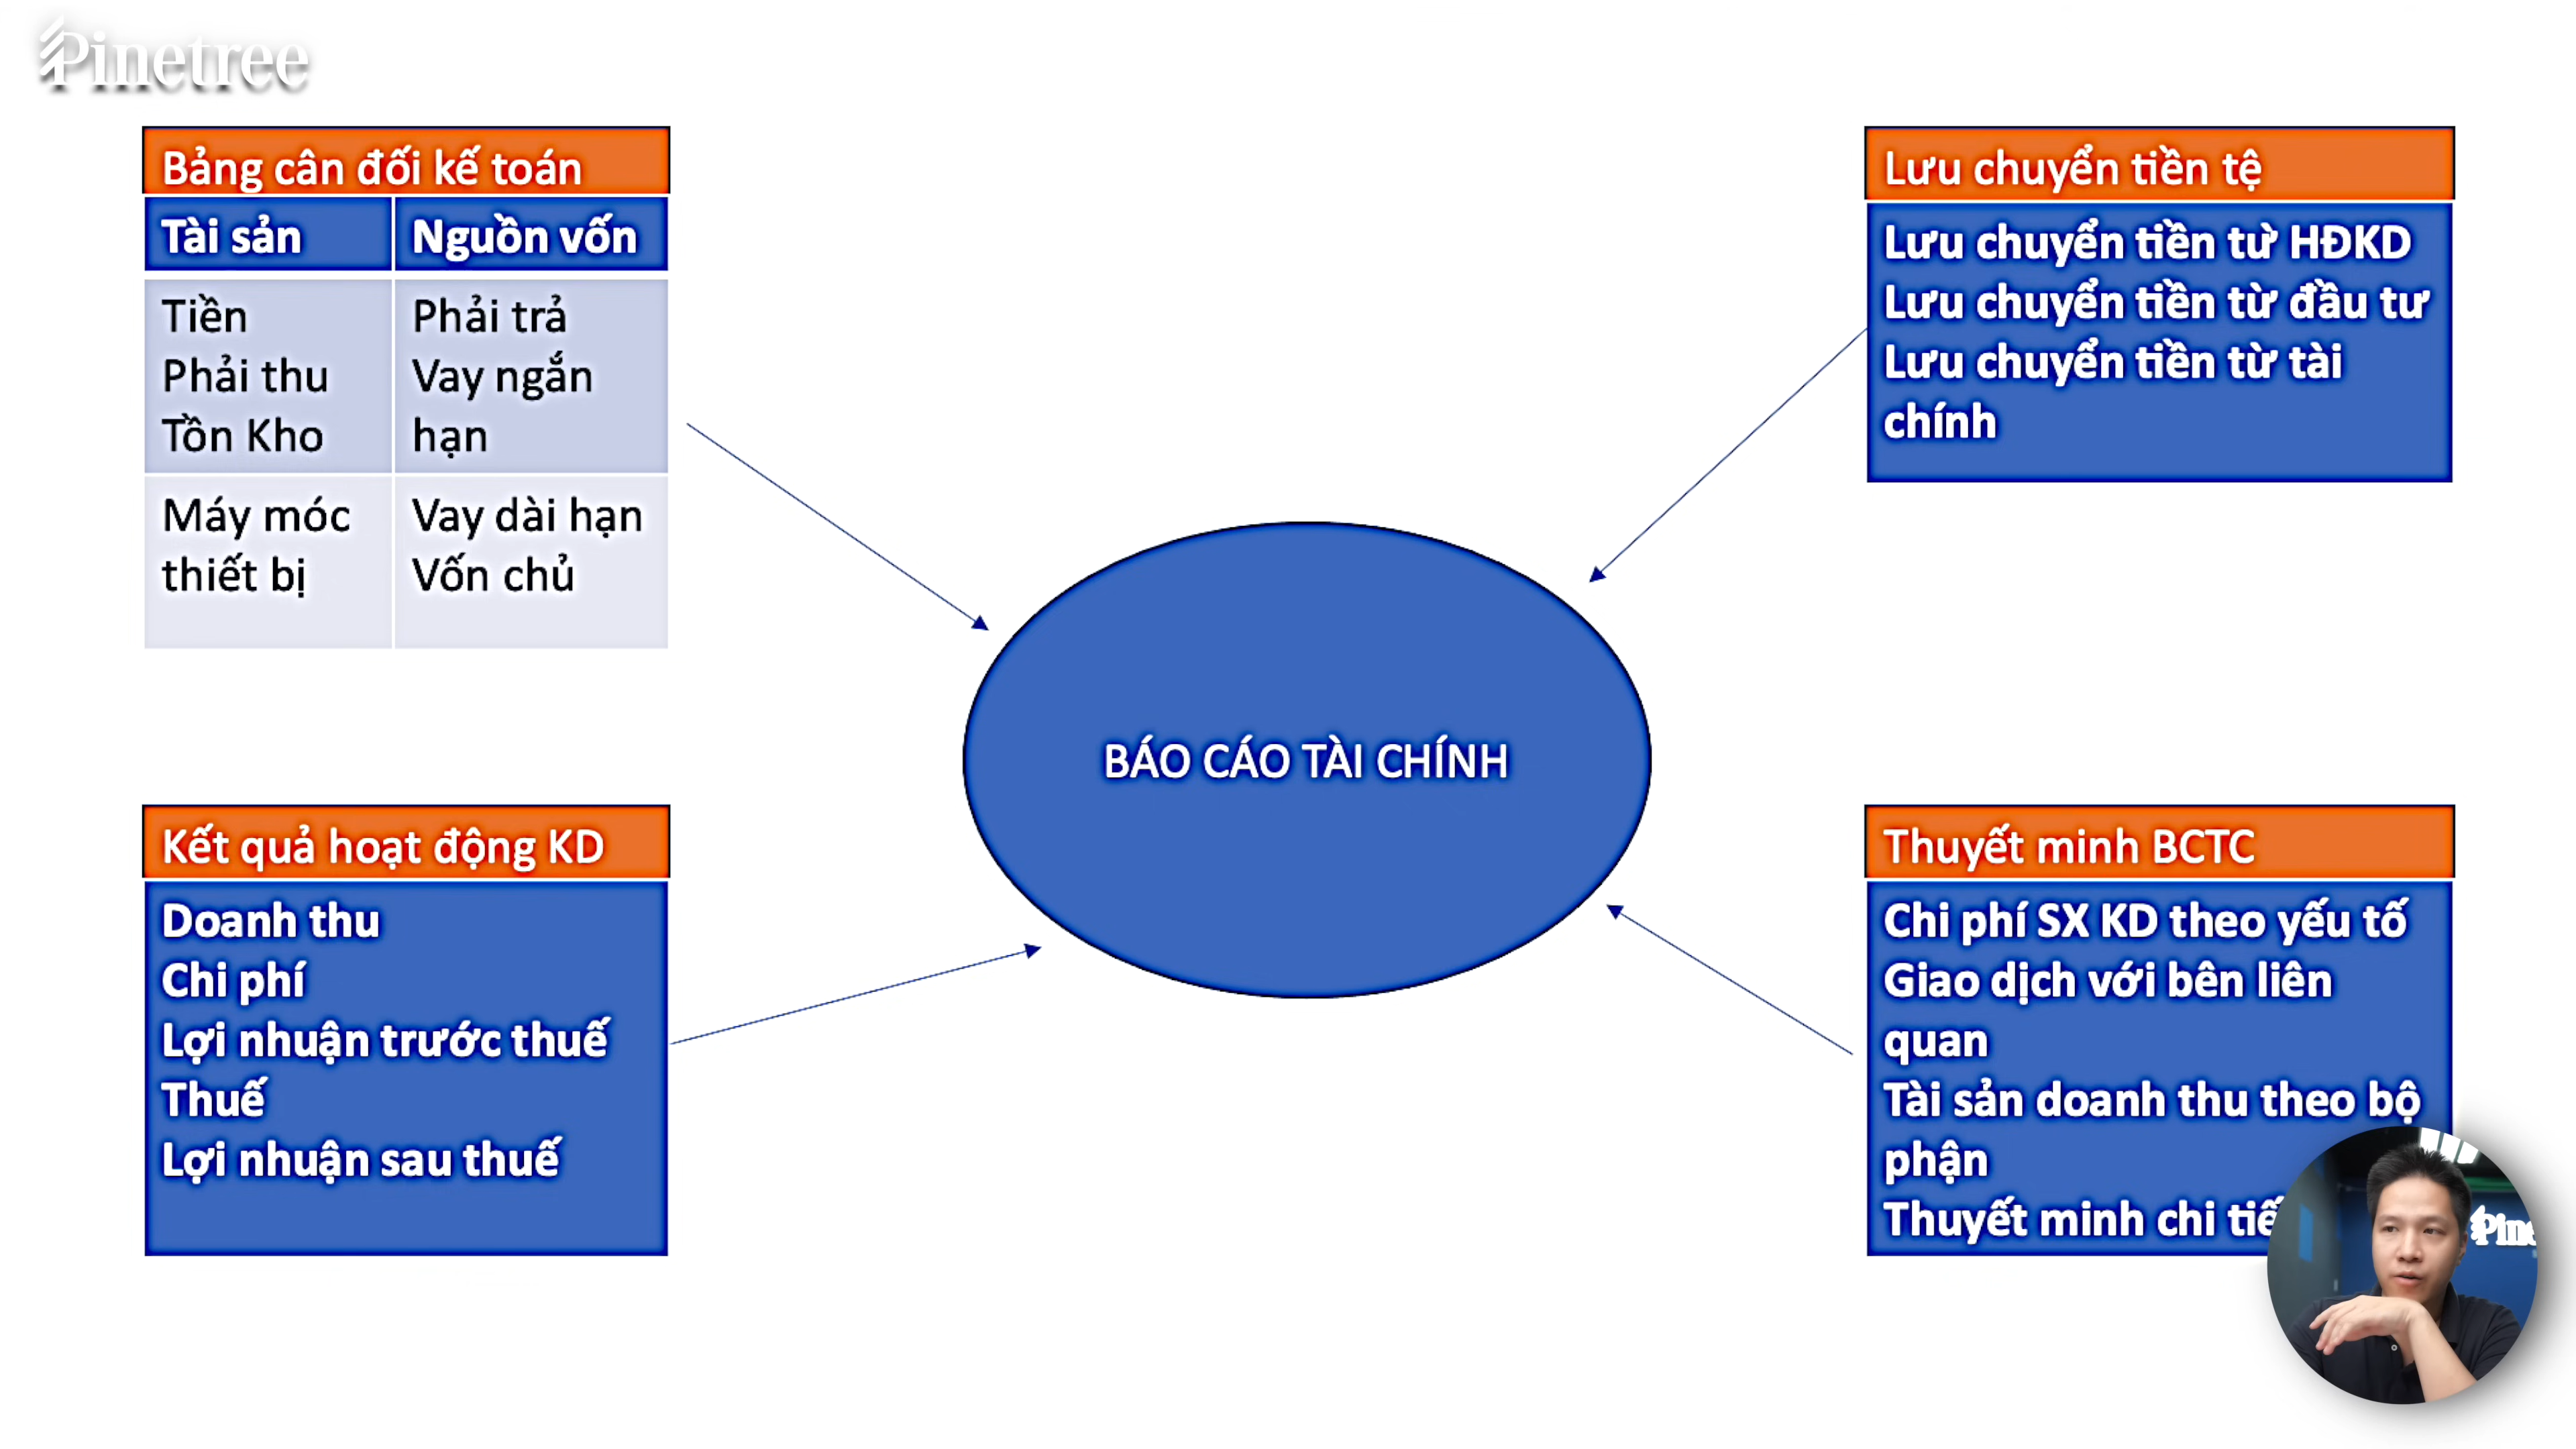 Pinetree
Bảng cân đối kế toán
Tài sản
Nguồn vốn
Tiền
Phải thu
Tồn Kho
Phải trả
Vay ngắn
hạn
Máy móc
thiết bị
Vay dài hạn
Vốn chủ
Lưu chuyển tiền tệ
Lưu chuyển tiền từ HĐKD
Lưu chuyển tiền từ đầu tư
Lưu chuyển tiền từ tài
chính
BÁO CÁO TÀI CHÍNH
Kết quả hoạt động KD
Doanh thu
Chi phí
Lợi nhuận trước thuế
Thuế
Lợi nhuận sau thuế
Thuyết minh BCTC
Chi phí SX KD theo yếu tố
Giao dịch với bên liên
quan
Tài sản doanh thu theo bộ
phận
Thuyết minh chi